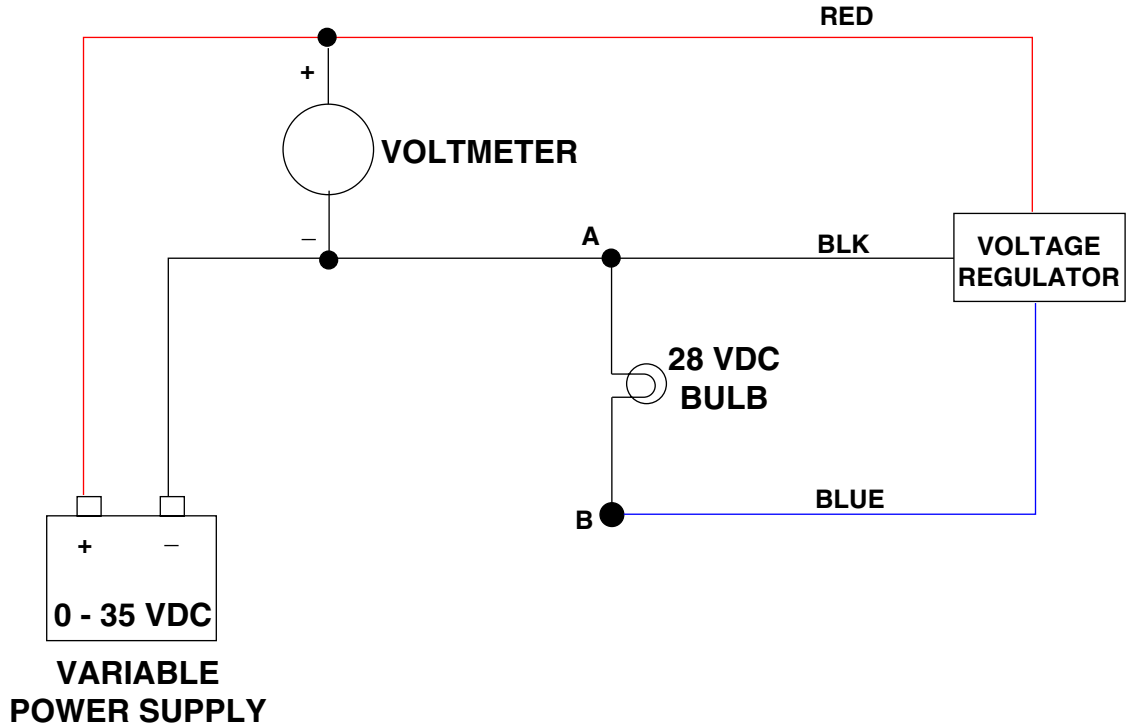 RED
+
VOLTMETER
–
A
BLK
VOLTAGE
REGULATOR
28 VDC
BULB
B
BLUE
+ –
0 - 35 VDC
VARIABLE
POWER SUPPLY